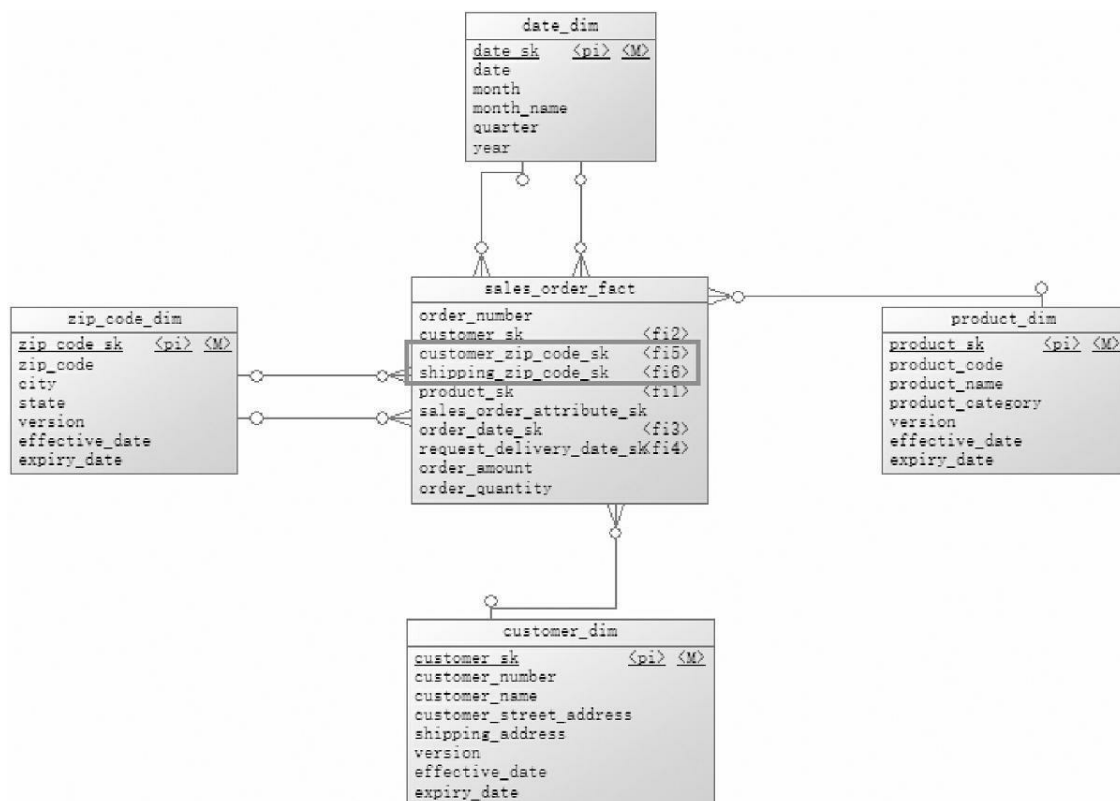 date_dim
date_sk <pi> <M>
date
month
month_name
quarter
year
sales_order_fact
order_number
customer_sk <fi2>
customer_zip_code_sk <fi5>
shipping_zip_code_sk <fi6>
product_sk <fi1>
sales_order_attribute_sk
order_date_sk <fi3>
request_delivery_date_sk<fi4>
order_amount
order_quantity
zip_code_dim
zip_code_sk <pi> <M>
zip_code
city
state
version
effective_date
expiry_date
product_dim
product_sk <pi> <M>
product_code
product_name
product_category
version
effective_date
expiry_date
customer_dim
customer_sk <pi> <M>
customer_number
customer_name
customer_street_address
shipping_address
version
effective_date
expiry_date